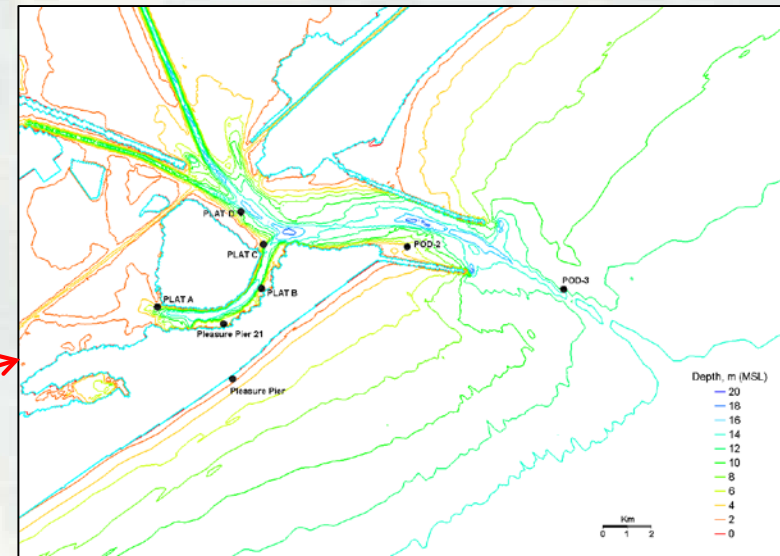 PLAT D
PLAT C
POD-2
PLAT B
POD-3
PLAT A
Pleasure Pier 21
Pleasure Pier
Depth, m (MSL)
20
18
16
14
12
10
8
6
4
2
0
Km
0 1 2